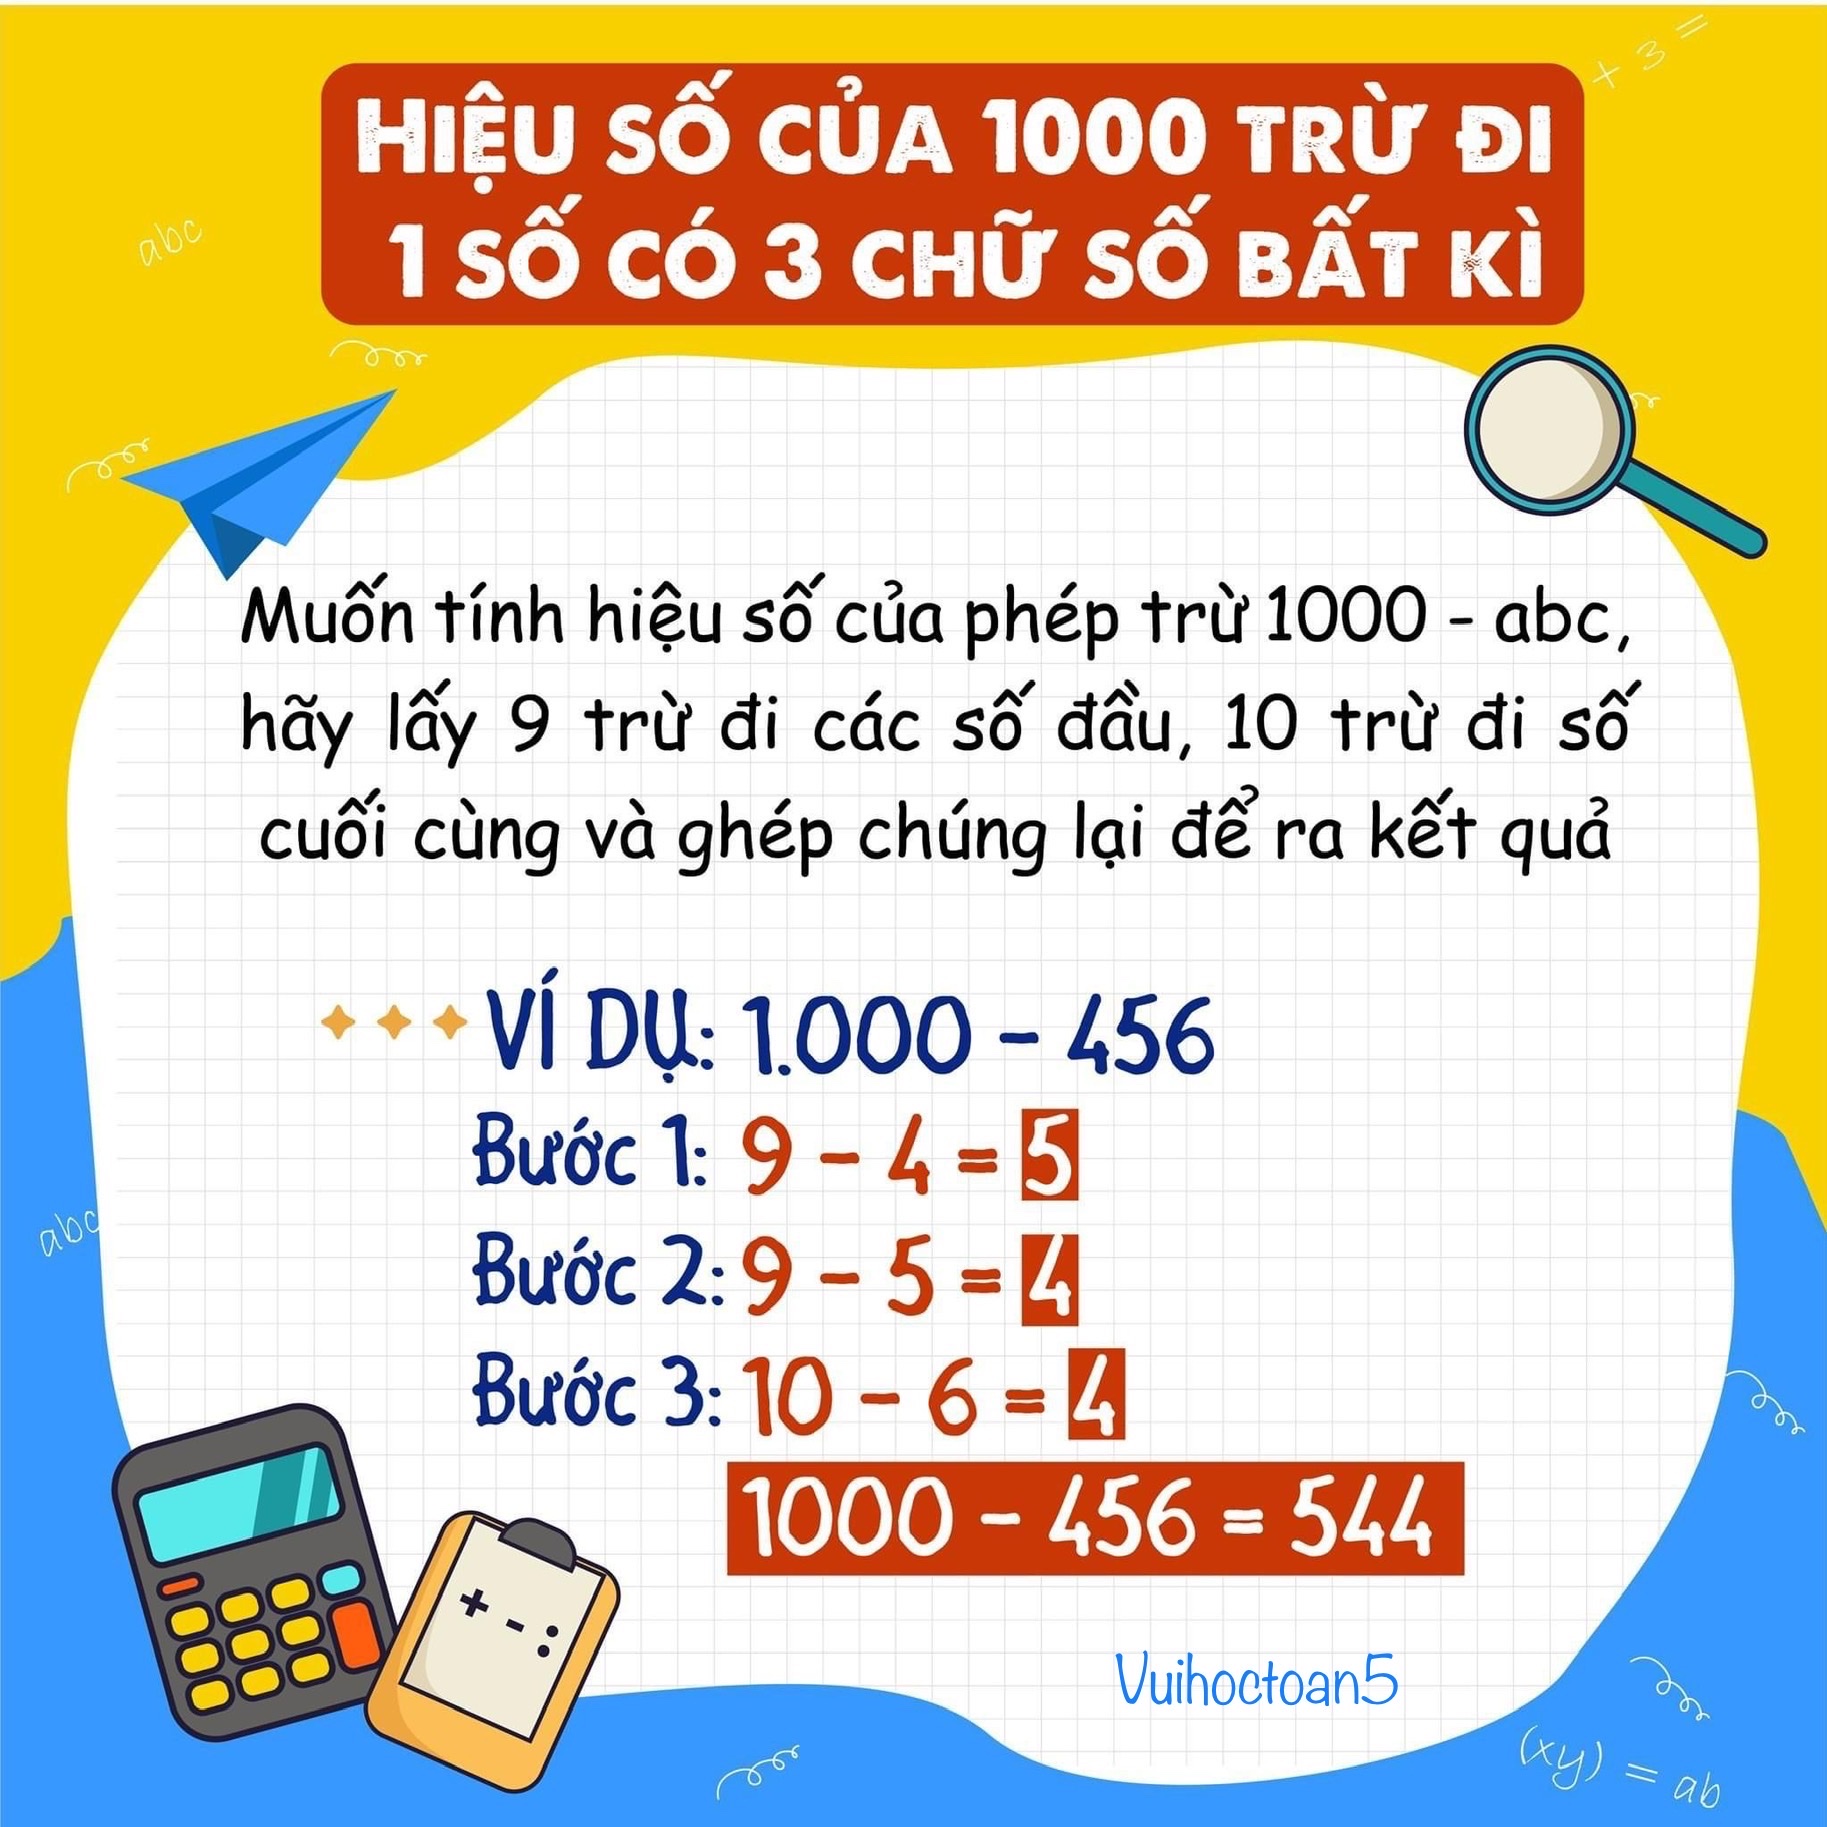 + 3 =
HIỆU SỐ CỦA 1000 TRỪ ĐI
1 SỐ CÓ 3 CHỮ SỐ BẤT KÌ
abc
Muốn tính hiệu số của phép trừ 1000 - abc,
hãy lấy 9 trừ đi các số đầu, 10 trừ đi số
cuối cùng và ghép chúng lại để ra kết quả
VÍ DỤ: 1.000 - 456
Bước 1: 9 - 4 = 5
abc
Bước 2: 9 - 5 = 4
Bước 3: 10 - 6 = 4
1000 - 456 = 544
+ - :
Vuihoctoan5
(xy) = ab